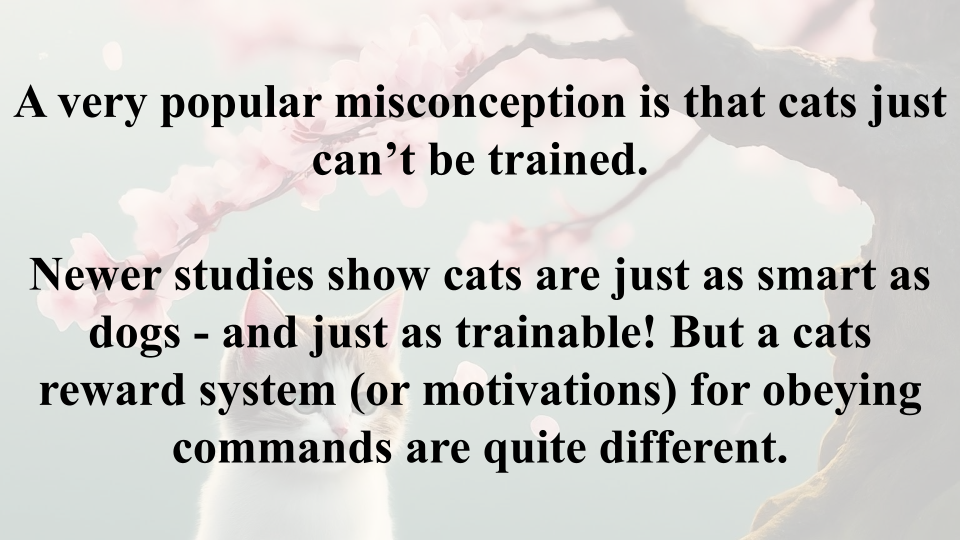 A very popular misconception is that cats just
can’t be trained.
Newer studies show cats are just as smart as
dogs - and just as trainable! But a cats
reward system (or motivations) for obeying
commands are quite different.